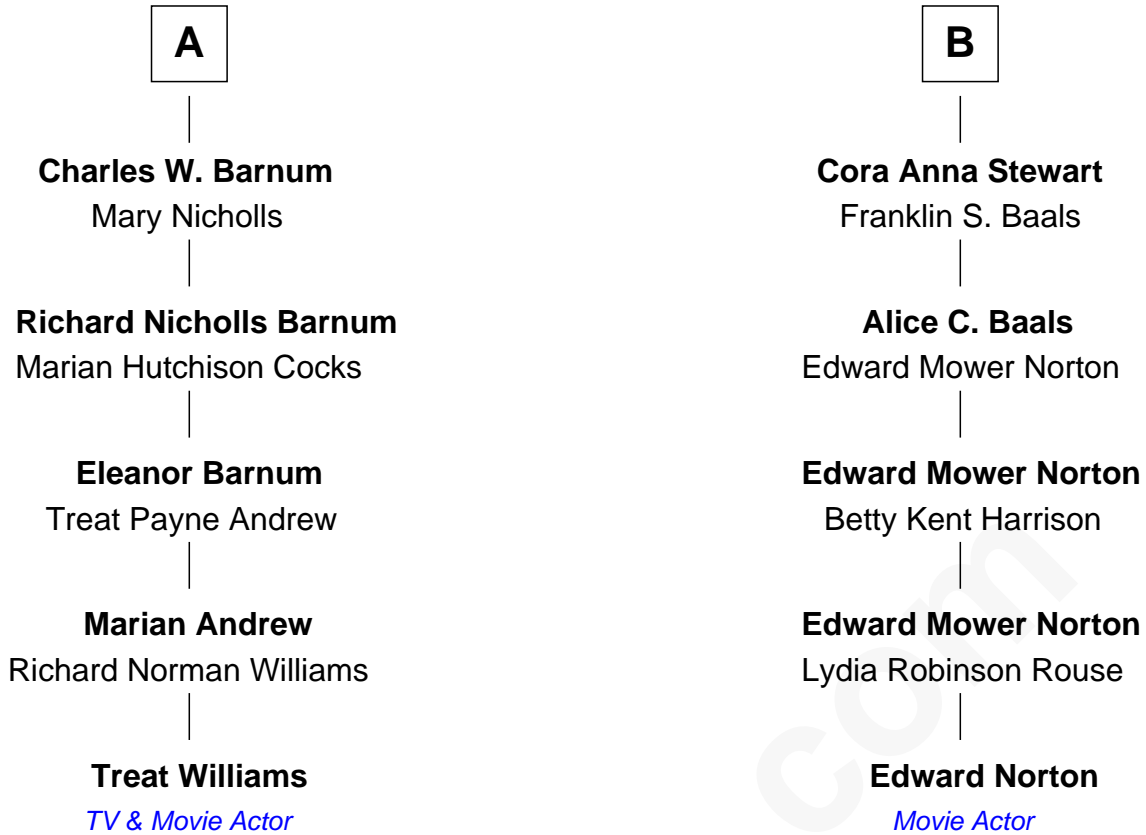 A
Charles W. Barnum
Mary Nicholls
Richard Nicholls Barnum
Marian Hutchison Cocks
Eleanor Barnum
Treat Payne Andrew
Marian Andrew
Richard Norman Williams
Treat Williams
TV & Movie Actor
B
Cora Anna Stewart
Franklin S. Baals
Alice C. Baals
Edward Mower Norton
Edward Mower Norton
Betty Kent Harrison
Edward Mower Norton
Lydia Robinson Rouse
Edward Norton
Movie Actor
com